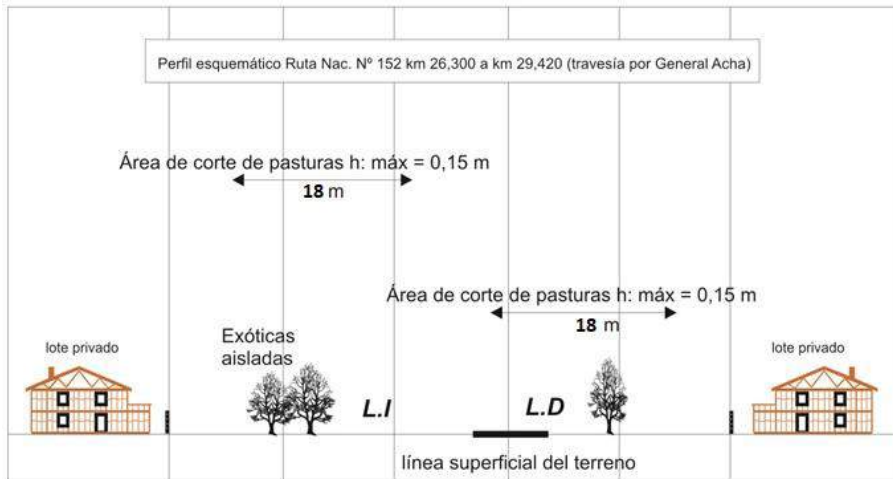 Perfil esquemático Ruta Nac. Nº 152 km 26,300 a km 29,420 (travesía por General Acha)
Área de corte de pasturas h: máx = 0,15 m
18 m
Área de corte de pasturas h: máx = 0,15 m
18 m
Exóticas
aisladas
lote privado
lote privado
L.I
L.D
línea superficial del terreno